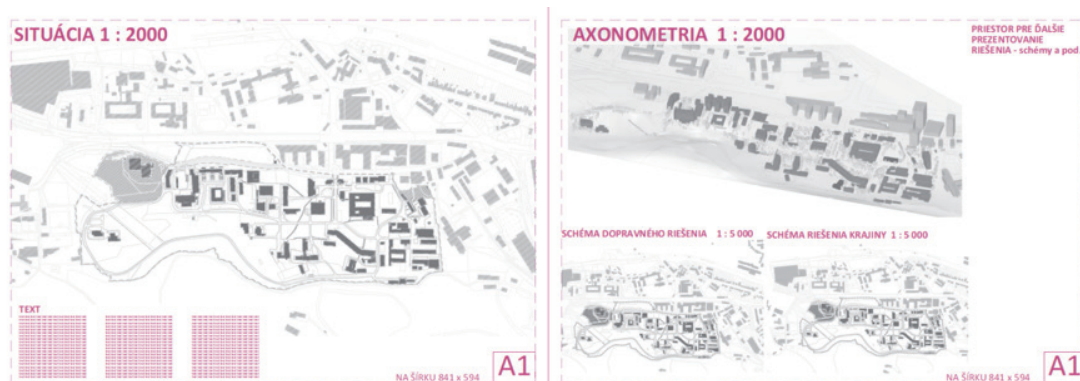 SITUÁCIA 1 : 2000
TEXT
NA ŠÍRKU 841 x 594
A1
AXONOMETRIA 1 : 2000
PRIESTOR PRE ĎALŠIE
PREZENTOVANIE
RIEŠENIA - schémy a pod.
SCHÉMA DOPRAVNÉHO RIEŠENIA 1 : 5 000
SCHÉMA RIEŠENIA KRAJINY 1 : 5 000
NA ŠÍRKU 841 x 594
A1